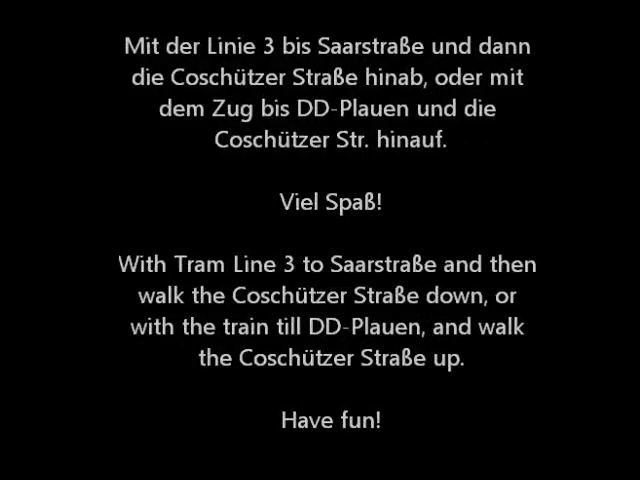 Mit der Linie 3 bis Saarstraße und dann
die Coschützer Straße hinab, oder mit
dem Zug bis DD-Plauen und die
Coschützer Str. hinauf.
Viel Spaß!
With Tram Line 3 to Saarstraße and then
walk the Coschützer Straße down, or
with the train till DD-Plauen, and walk
the Coschützer Straße up.
Have fun!